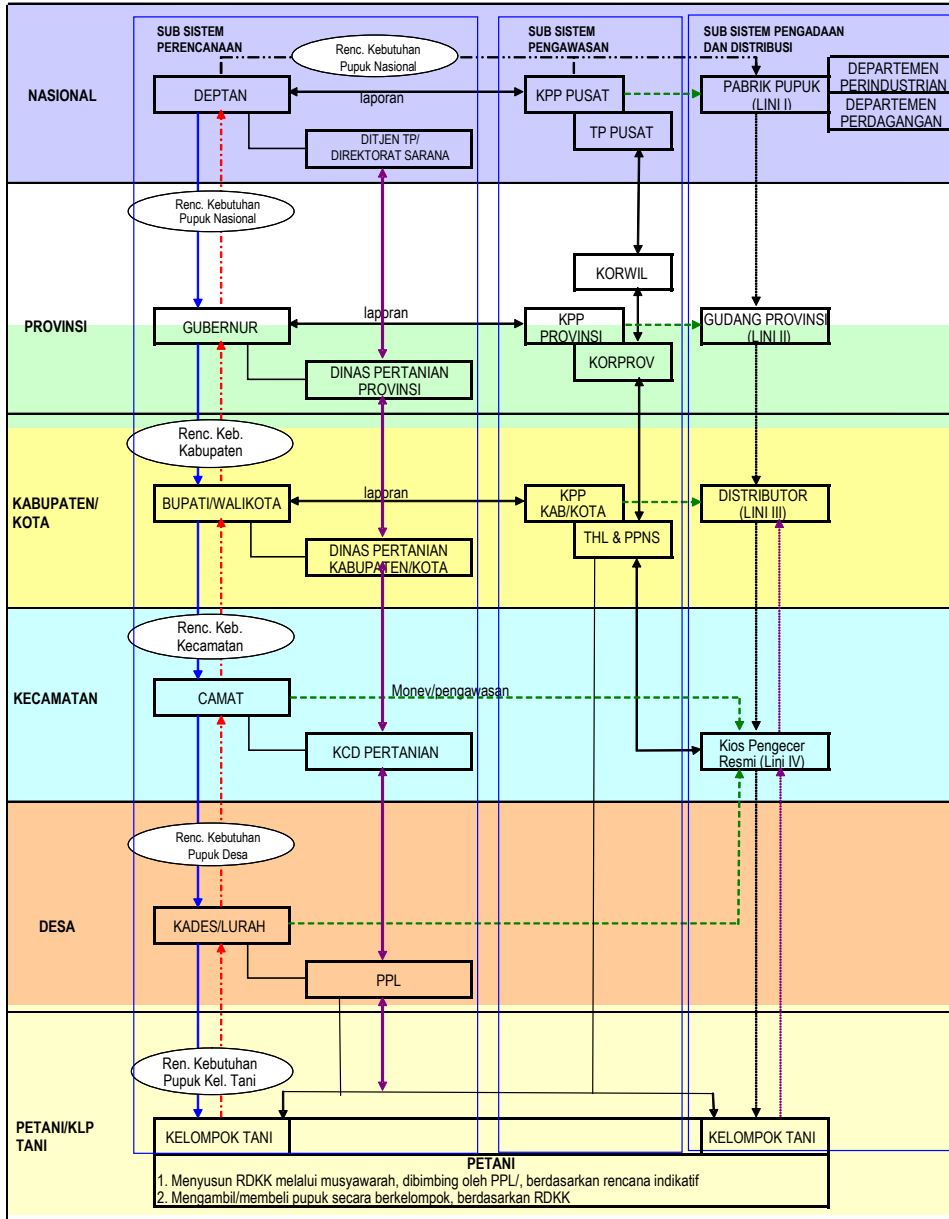 SUB SISTEM
PERENCANAAN
SUB SISTEM
PENGAWASAN
SUB SISTEM PENGADAAN
DAN DISTRIBUSI
Renc. Kebutuhan
Pupuk Nasional
NASIONAL
DEPTAN
laporan
KPP PUSAT
PABRIK PUPUK
(LINI I)
DEPARTEMEN
PERINDUSTRIAN
DEPARTEMEN
PERDAGANGAN
TP PUSAT
DITJEN TP/
DIREKTORAT SARANA
Renc. Kebutuhan
Pupuk Nasional
KORWIL
PROVINSI
GUBERNUR
laporan
KPP
PROVINSI
GUDANG PROVINSI
(LINI II)
KORPROV
DINAS PERTANIAN
PROVINSI
Renc. Keb.
Kabupaten
KABUPATEN/
KOTA
BUPATI/WALIKOTA
laporan
KPP
KAB/KOTA
DISTRIBUTOR
(LINI III)
THL & PPNS
DINAS PERTANIAN
KABUPATEN/KOTA
Renc. Keb.
Kecamatan
KECAMATAN
CAMAT
Monev/pengawasan
KCD PERTANIAN
Kios Pengecer
Resmi (Lini IV)
Renc. Kebutuhan
Pupuk Desa
DESA
KADES/LURAH
PPL
Ren. Kebutuhan
Pupuk Kel. Tani
PETANI/KLP
TANI
KELOMPOK TANI
KELOMPOK TANI
PETANI
1. Menyusun RDKK melalui musyawarah, dibimbing oleh PPL/, berdasarkan rencana indikatif
2. Mengambil/membeli pupuk secara berkelompok, berdasarkan RDKK